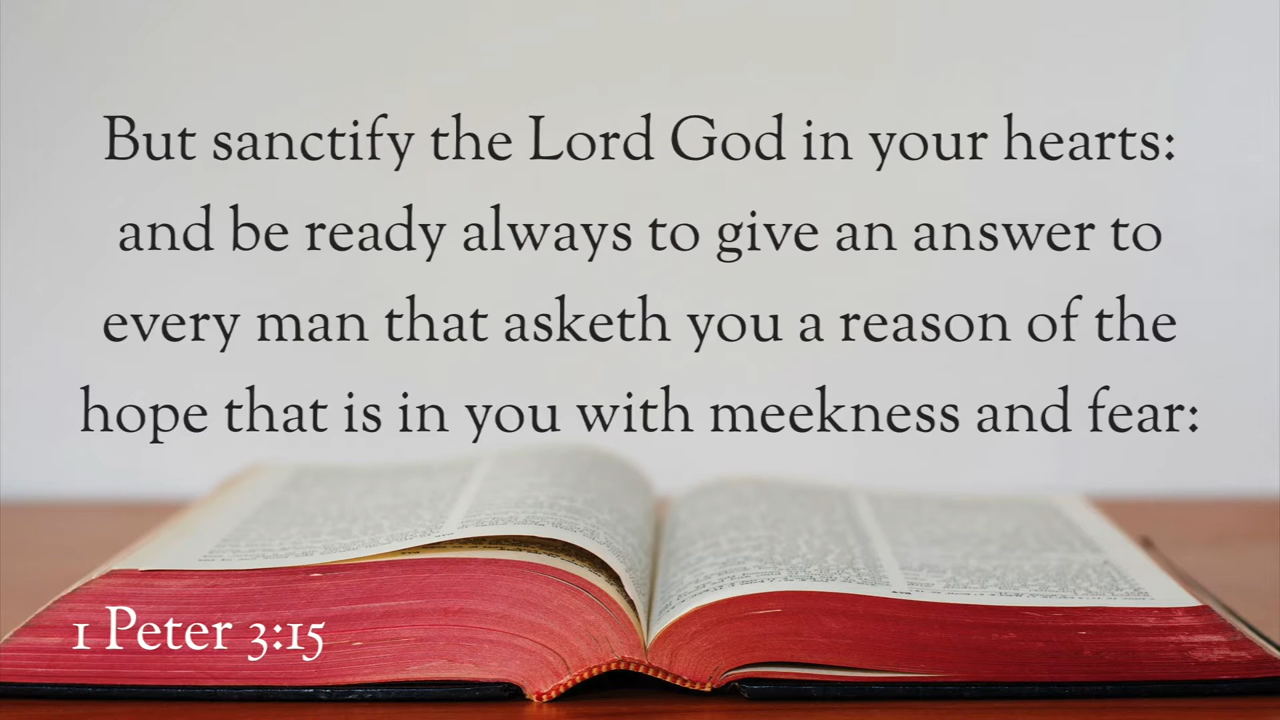 But sanctify the Lord God in your hearts:
and be ready always to give an answer to
every man that asketh you a reason of the
hope that is in you with meekness and fear:
1 Peter 3:15